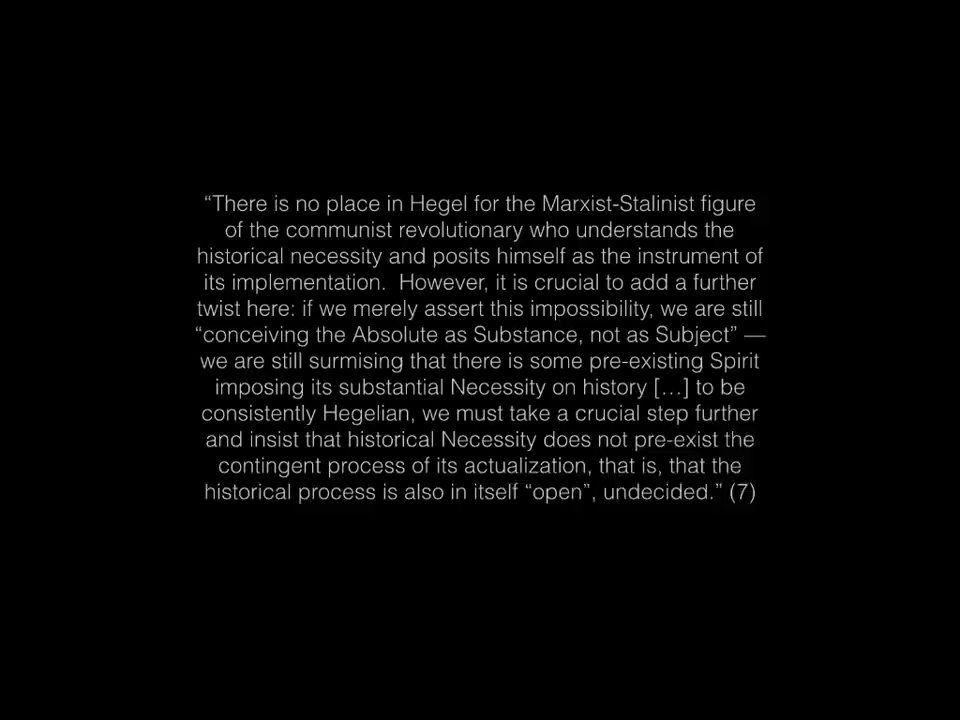 “There is no place in Hegel for the Marxist-Stalinist figure
of the communist revolutionary who understands the
historical necessity and posits himself as the instrument of
its implementation.  However, it is crucial to add a further
twist here: if we merely assert this impossibility, we are still
“conceiving the Absolute as Substance, not as Subject” —
we are still surmising that there is some pre-existing Spirit
imposing its substantial Necessity on history […] to be
consistently Hegelian, we must take a crucial step further
and insist that historical Necessity does not pre-exist the
contingent process of its actualization, that is, that the
historical process is also in itself “open”, undecided.” (7)